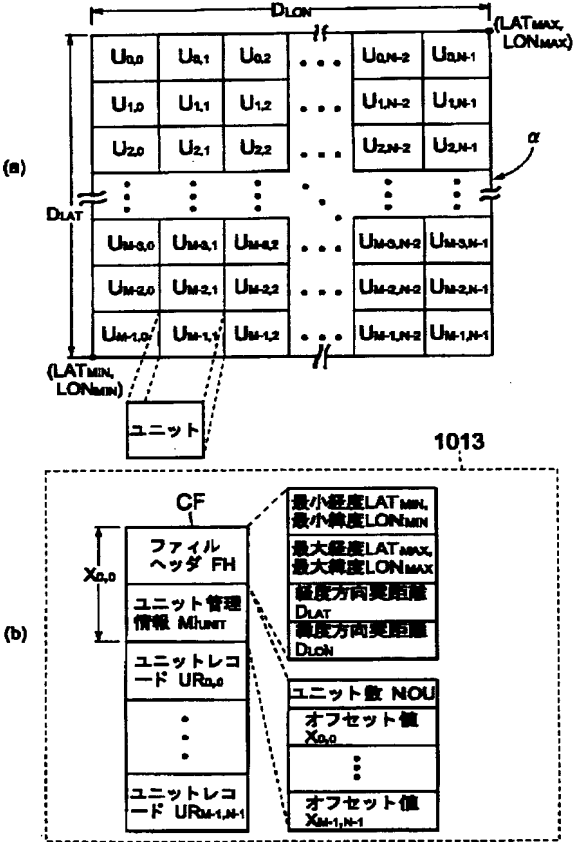 DLON
(LATMAX,
LONMAX)
U0,0 U0,1 U0,2 ・・・ U0,N-2 U0,N-1
U1,0 U1,1 U1,2 ・・・ U1,N-2 U1,N-1
U2,0 U2,1 U2,2 ・・・ U2,N-2 U2,N-1
α
(a)
DLAT
UM-3,0 UM-3,1 UM-3,2 ・・・ UM-3,N-2 UM-3,N-1
UM-2,0 UM-2,1 UM-2,2 ・・・ UM-2,N-2 UM-2,N-1
UM-1,0 UM-1,1 UM-1,2 ・・・ UM-1,N-2 UM-1,N-1
(LATMIN,
LONMIN)
ユニット
1013
(b)
CF
X0,0
ファイル
ヘッダ FH
ユニット管理
情報 MIUNIT
ユニットレコ
ード UR0,0
ユニットレコ
ード URM-1,N-1
最小経度LATMIN,
最小緯度LONMIN
最大経度LATMAX,
最大緯度LONMAX
経度方向実距離
DLAT
緯度方向実距離
DLON
ユニット数 NOU
オフセット値
X0,0
オフセット値
XM-1,N-1